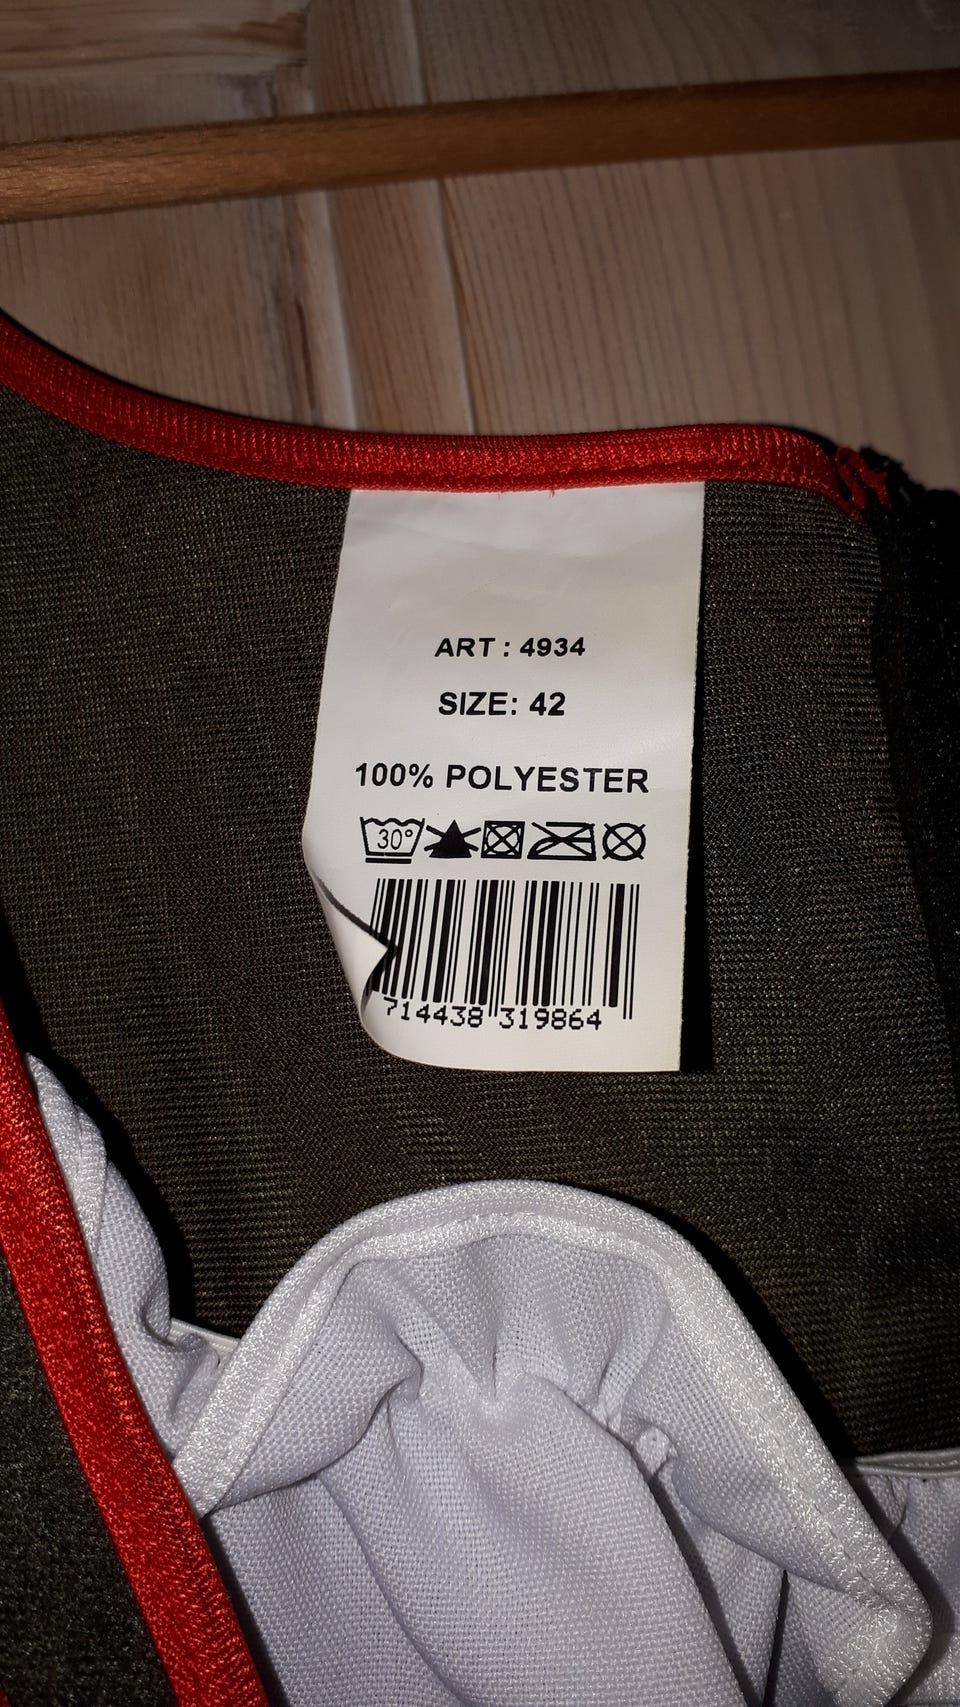 ART : 4934
SIZE: 42
100% POLYESTER
30°
714438 319864